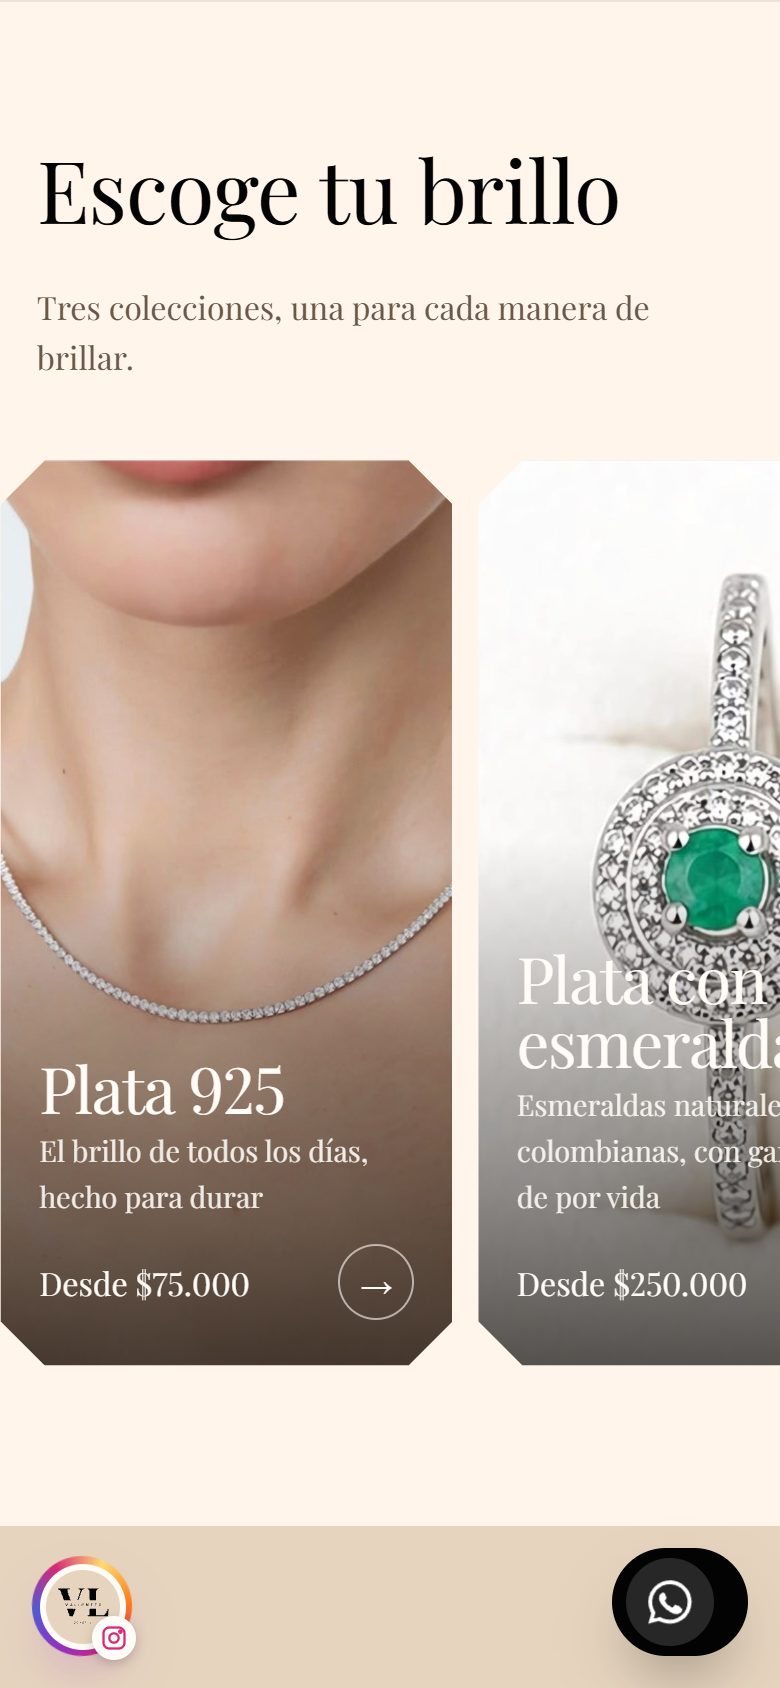 Escoge tu brillo
Tres colecciones, una para cada manera de
brillar.
Plata 925
El brillo de todos los días,
hecho para durar
Desde $75.000
→
Plata con
esmeralda
Esmeraldas naturale
colombianas, con ga
de por vida
Desde $250.000
VL